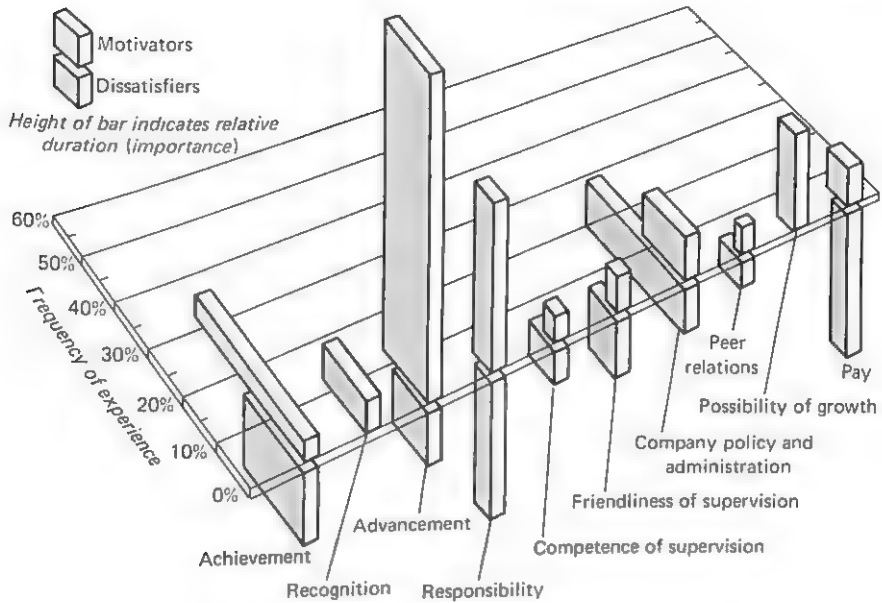 Motivators
Dissatisfiers
Height of bar indicates relative
duration (importance)
60%
50%
40%
30%
20%
10%
0%
Frequency of experience
Achievement
Recognition
Advancement
Responsibility
Competence of supervision
Friendliness of supervision
Company policy and
administration
Peer
relations
Possibility of growth
Pay